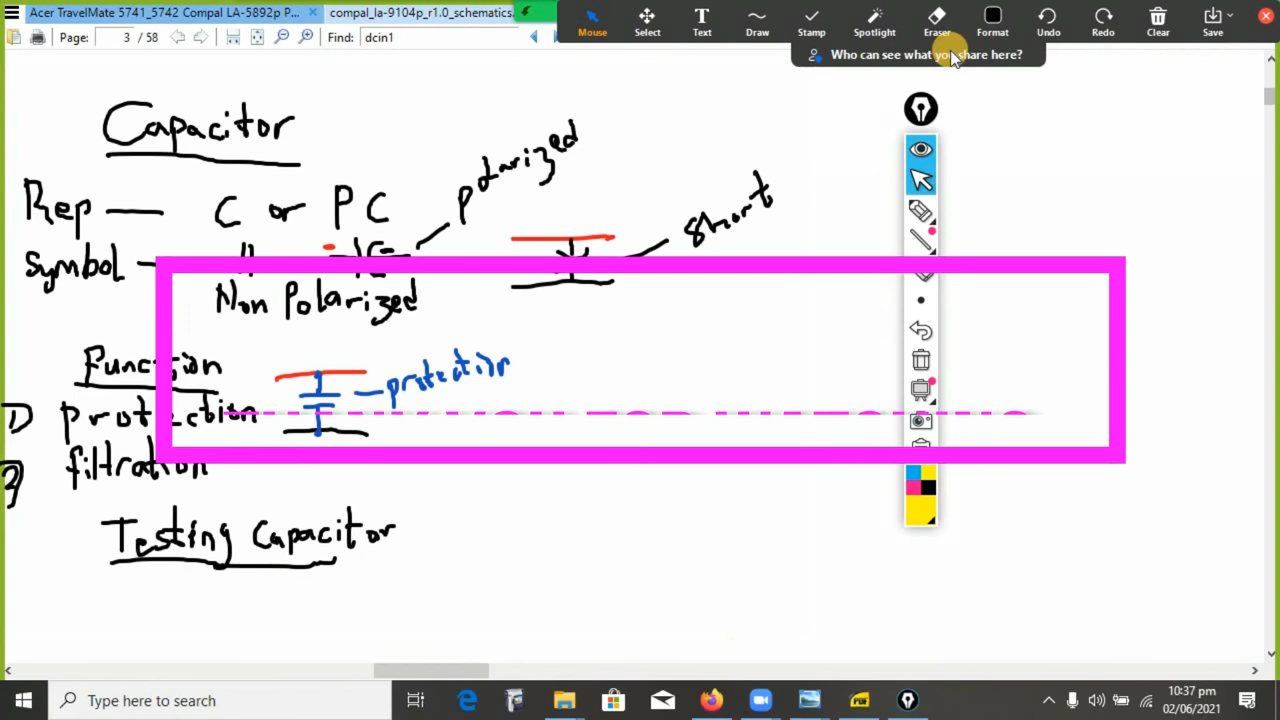 Acer TravelMate 5741_5742 Compal LA-5892p P... × compal_la-9104p_r1.0_schematics.
Mouse Select Text Draw Stamp Spotlight Eraser Format Undo Redo Clear Save
Page: 3 / 58 Find: dcin1
Who can see what you share here?
Capacitor
Rep — C or PC
polarized
short
symbol -
Non Polarized
Function
protection
1) protection
filtration
Testing Capacitor
Type here to search
10:37 pm
02/06/2021